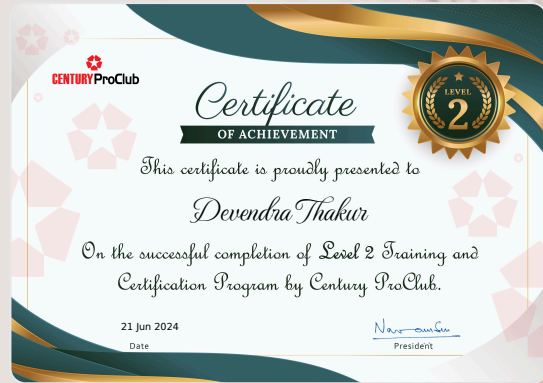 CENTURY ProClub
Certificate
OF ACHIEVEMENT
LEVEL
2
This certificate is proudly presented to
Devendra Thakur
On the successful completion of Level 2 Training and
Certification Program by Century ProClub.
21 Jun 2024
Date
President